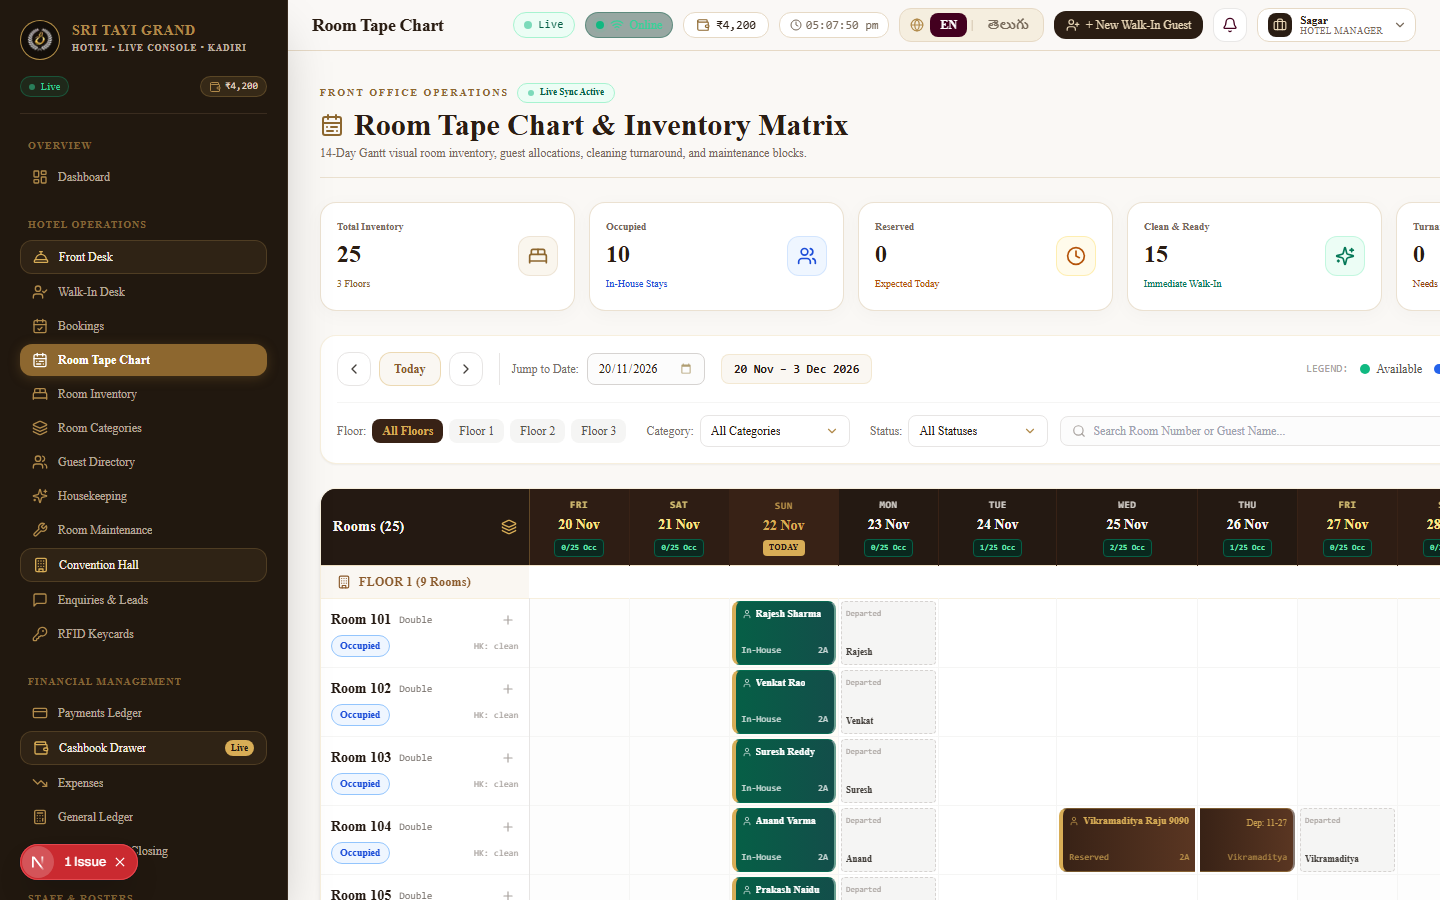 SRI TAYI GRAND
HOTEL • LIVE CONSOLE • KADIRI
Live
₹4,200
OVERVIEW
Dashboard
HOTEL OPERATIONS
Front Desk
Walk-In Desk
Bookings
Room Tape Chart
Room Inventory
Room Categories
Guest Directory
Housekeeping
Room Maintenance
Convention Hall
Enquiries & Leads
RFID Keycards
FINANCIAL MANAGEMENT
Payments Ledger
Cashbook Drawer Live
Expenses
General Ledger
Closing
1 Issue
STAFF & ROSTERS
Room Tape Chart
Live
Online
₹4,200
05:07:50 pm
EN
తెలుగు
+ New Walk-In Guest
Sagar
HOTEL MANAGER
FRONT OFFICE OPERATIONS
Live Sync Active
Room Tape Chart & Inventory Matrix
14-Day Gantt visual room inventory, guest allocations, cleaning turnaround, and maintenance blocks.
Total Inventory
25
3 Floors
Occupied
10
In-House Stays
Reserved
0
Expected Today
Clean & Ready
15
Immediate Walk-In
Turna
0
Needs
Today
Jump to Date:
20/11/2026
20 Nov – 3 Dec 2026
LEGEND:
Available
Floor:
All Floors
Floor 1
Floor 2
Floor 3
Category:
All Categories
Status:
All Statuses
Search Room Number or Guest Name...
Rooms (25)
FRI
20 Nov
0/25 Occ
SAT
21 Nov
0/25 Occ
SUN
22 Nov
TODAY
MON
23 Nov
0/25 Occ
TUE
24 Nov
1/25 Occ
WED
25 Nov
2/25 Occ
THU
26 Nov
1/25 Occ
FRI
27 Nov
0/25 Occ
28
FLOOR 1 (9 Rooms)
Room 101 Double
Occupied
HK: clean
Rajesh Sharma
In-House 2A
Departed
Rajesh
Room 102 Double
Occupied
HK: clean
Venkat Rao
In-House 2A
Departed
Venkat
Room 103 Double
Occupied
HK: clean
Suresh Reddy
In-House 2A
Departed
Suresh
Room 104 Double
Occupied
HK: clean
Anand Varma
In-House 2A
Departed
Anand
Vikramaditya Raju 9090
Reserved 2A
Dep: 11-27
Vikramaditya
Departed
Vikramaditya
Room 105 Double
Prakash Naidu
Departed